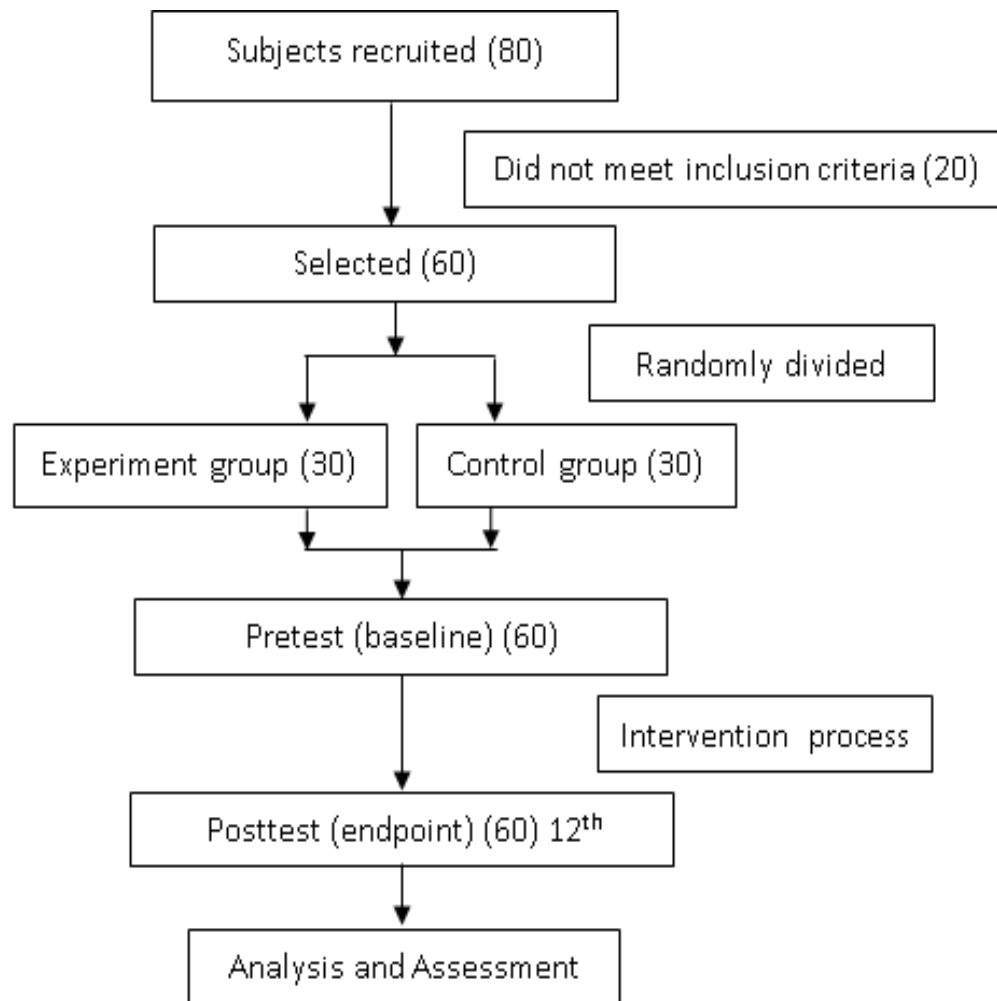 Subjects recruited (80)
Did not meet inclusion criteria (20)
Selected (60)
Randomly divided
Experiment group (30)
Control group (30)
Pretest (baseline) (60)
Intervention process
Posttest (endpoint) (60) 12th
Analysis and Assessment